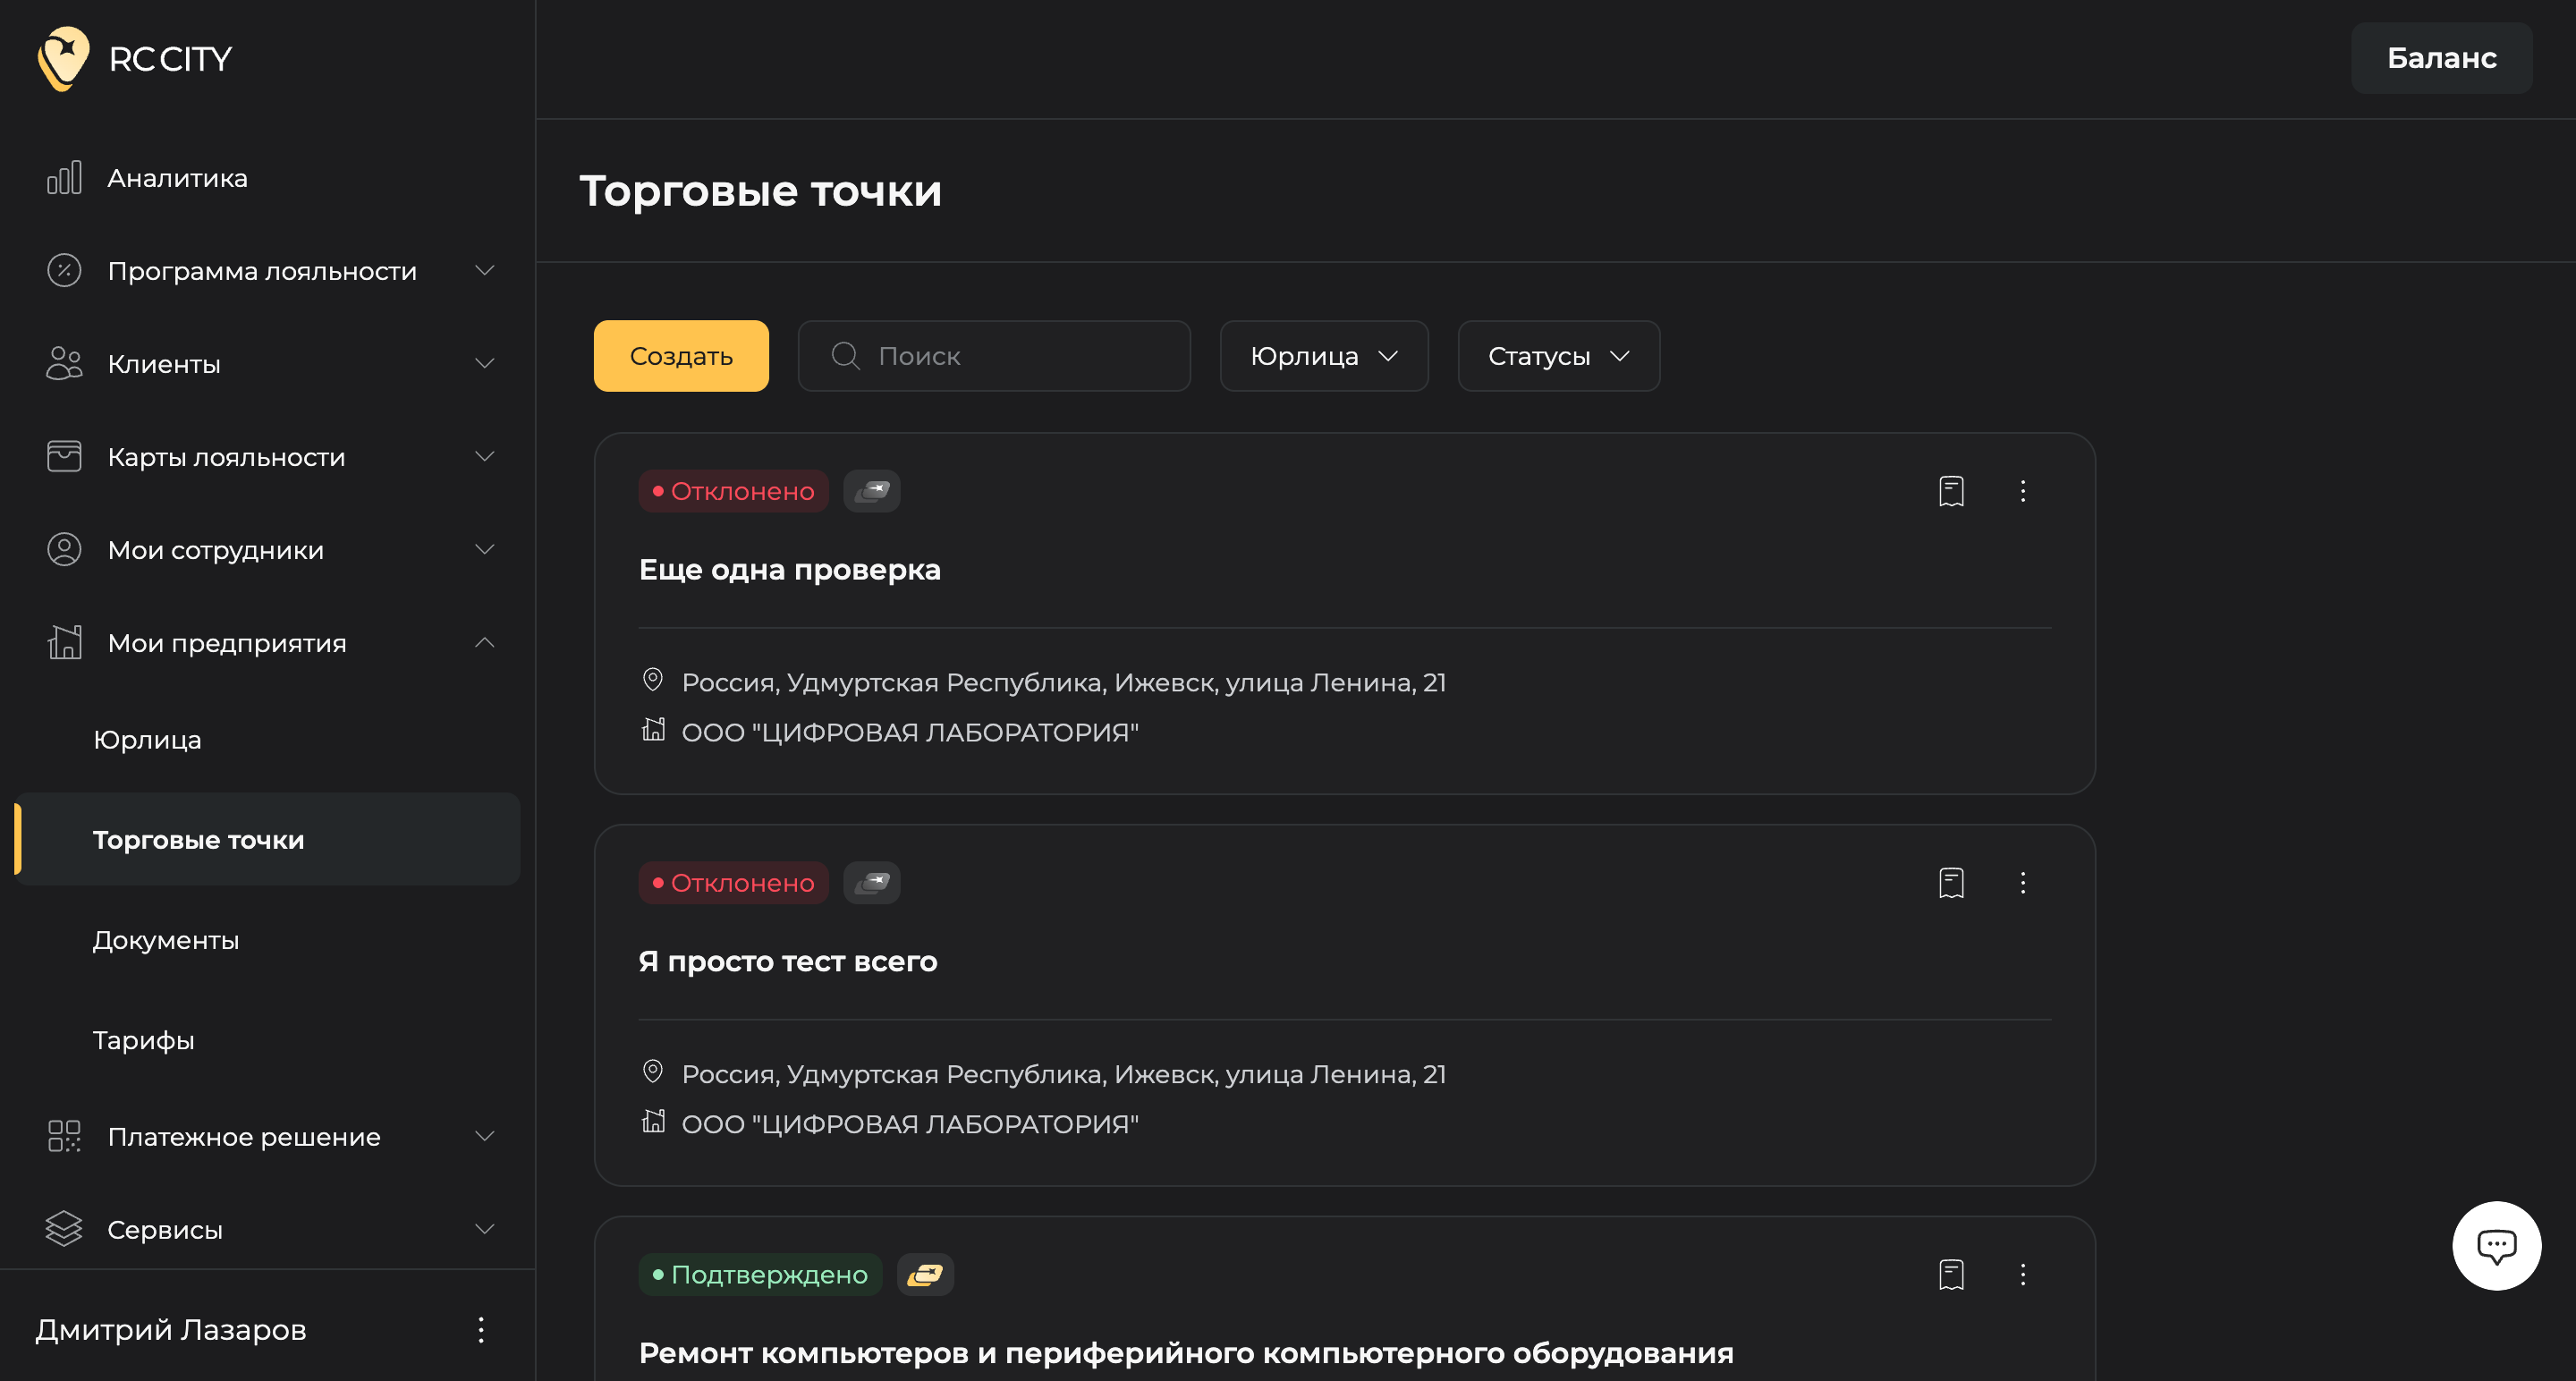 RC CITY
Баланс
Аналитика
Программа лояльности
Клиенты
Карты лояльности
Мои сотрудники
Мои предприятия
Юрлица
Торговые точки
Документы
Тарифы
Платежное решение
Сервисы
Дмитрий Лазаров
Торговые точки
Создать
Поиск
Юрлица
Статусы
Отклонено
Еще одна проверка
Россия, Удмуртская Республика, Ижевск, улица Ленина, 21
ООО "ЦИФРОВАЯ ЛАБОРАТОРИЯ"
Отклонено
Я просто тест всего
Россия, Удмуртская Республика, Ижевск, улица Ленина, 21
ООО "ЦИФРОВАЯ ЛАБОРАТОРИЯ"
Подтверждено
Ремонт компьютеров и периферийного компьютерного оборудования